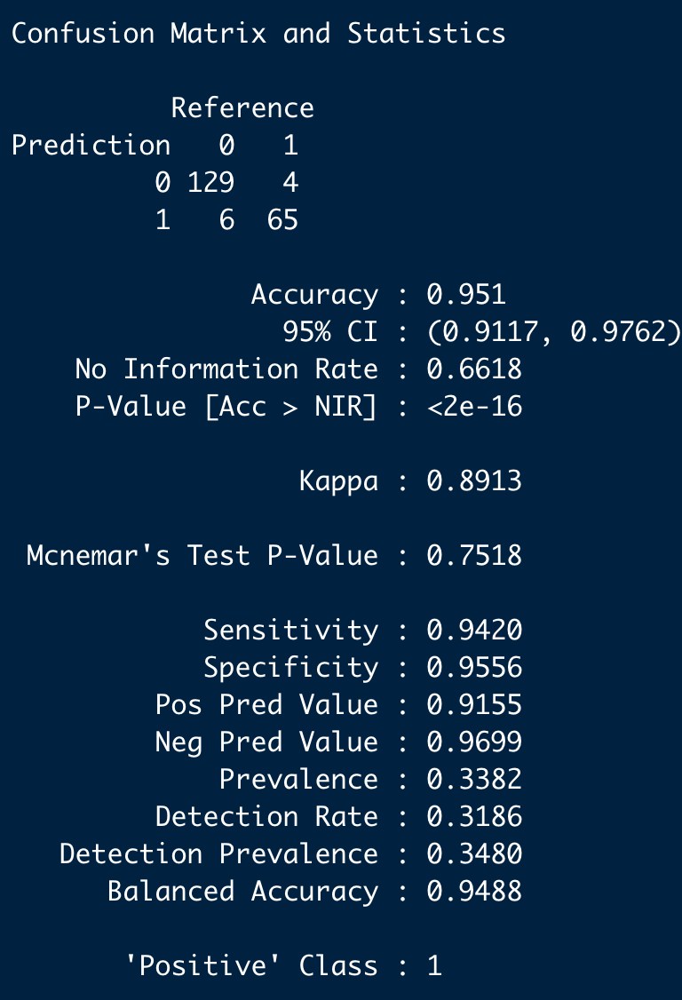 Confusion Matrix and Statistics
Reference
Prediction 0 1
0 129 4
1 6 65
Accuracy : 0.951
95% CI : (0.9117, 0.9762)
No Information Rate : 0.6618
P-Value [Acc > NIR] : <2e-16
Kappa : 0.8913
Mcnemar's Test P-Value : 0.7518
Sensitivity : 0.9420
Specificity : 0.9556
Pos Pred Value : 0.9155
Neg Pred Value : 0.9699
Prevalence : 0.3382
Detection Rate : 0.3186
Detection Prevalence : 0.3480
Balanced Accuracy : 0.9488
'Positive' Class : 1